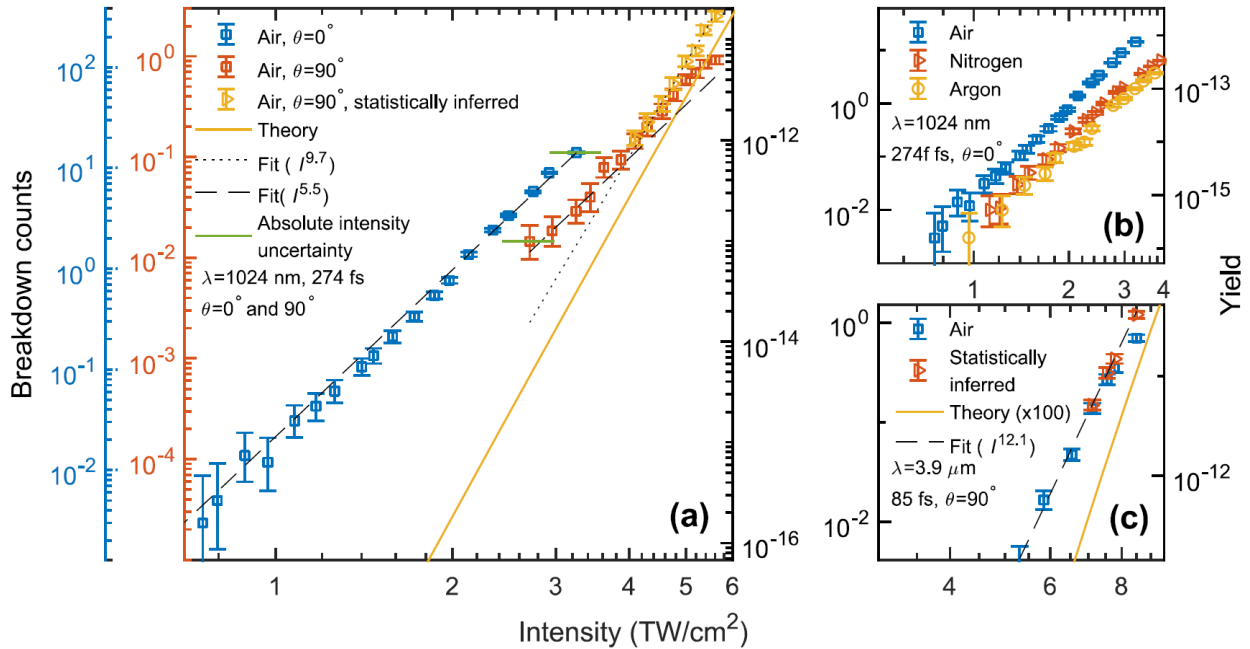 Breakdown counts
10^2
10^1
10^0
10^-1
10^-2
10^0
10^-1
10^-2
10^-3
10^-4
Air, θ=0°
Air, θ=90°
Air, θ=90°, statistically inferred
Theory
Fit ( I^9.7)
Fit( I^5.5)
Absolute intensity
uncertainty
λ=1024 nm, 274 fs
θ=0° and 90°
(a)
10^-12
10^-14
10^-16
1
2
3
4
5
6
Intensity (TW/cm^2)
10^0
10^-2
Air
Nitrogen
Argon
λ=1024 nm
274f fs, θ=0°
(b)
10^-13
10^-15
1
2
3
4
Yield
10^0
10^-2
Air
Statistically
inferred
Theory (x100)
Fit ( I^12.1)
λ=3.9 μm
85 fs, θ=90°
(c)
10^-12
4
6
8